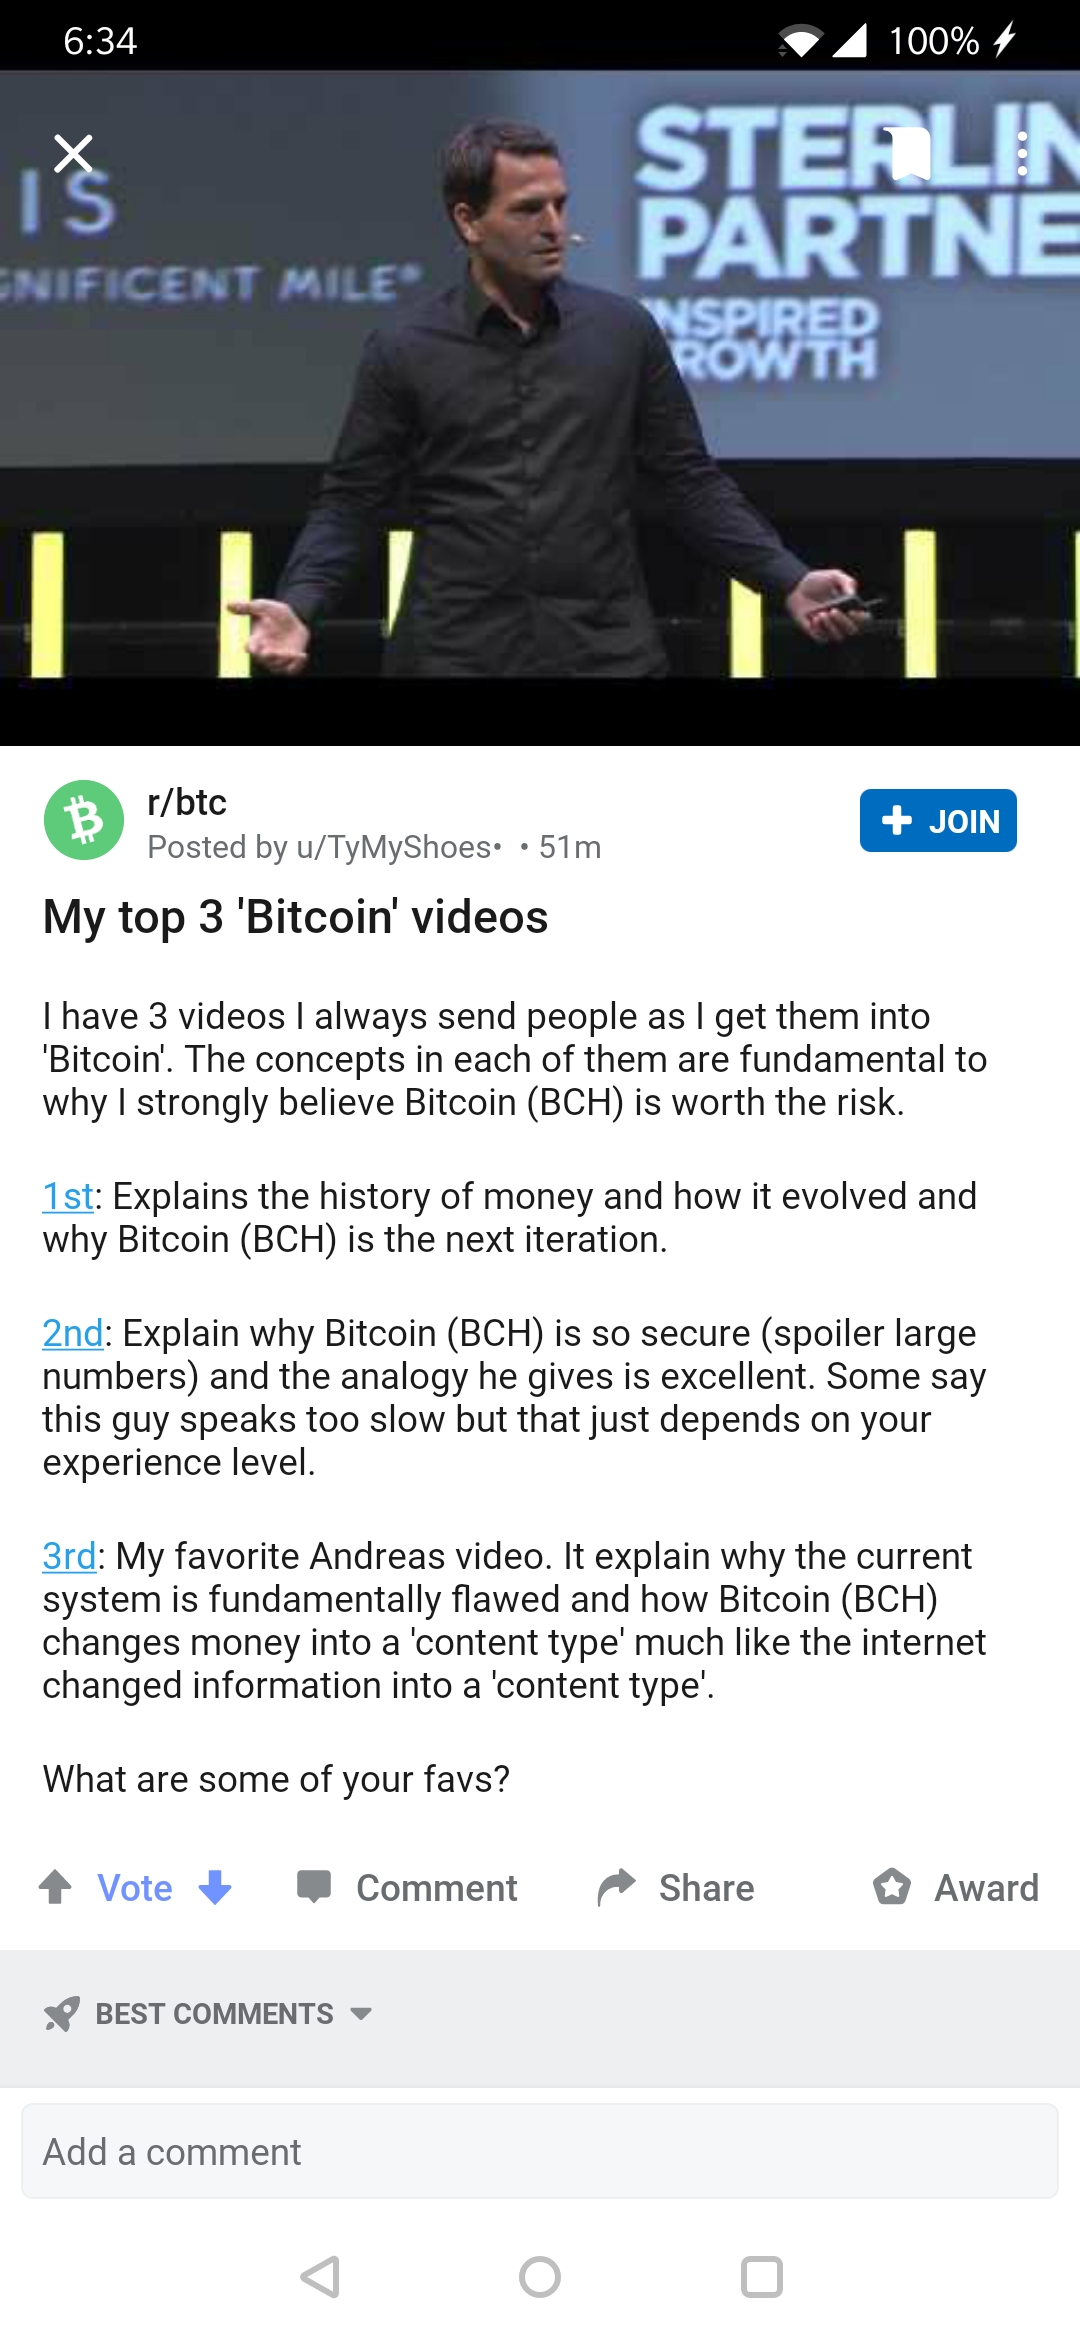 6:34
100%
IS
GNIFICENT MILE®
STERLIN
PARTNE
INSPIRED
ROWTH
r/btc
Posted by u/TyMyShoes• • 51m
JOIN
My top 3 'Bitcoin' videos
I have 3 videos I always send people as I get them into
'Bitcoin'. The concepts in each of them are fundamental to
why I strongly believe Bitcoin (BCH) is worth the risk.
1st: Explains the history of money and how it evolved and
why Bitcoin (BCH) is the next iteration.
2nd: Explain why Bitcoin (BCH) is so secure (spoiler large
numbers) and the analogy he gives is excellent. Some say
this guy speaks too slow but that just depends on your
experience level.
3rd: My favorite Andreas video. It explain why the current
system is fundamentally flawed and how Bitcoin (BCH)
changes money into a 'content type' much like the internet
changed information into a 'content type'.
What are some of your favs?
Vote
Comment
Share
Award
BEST COMMENTS
Add a comment